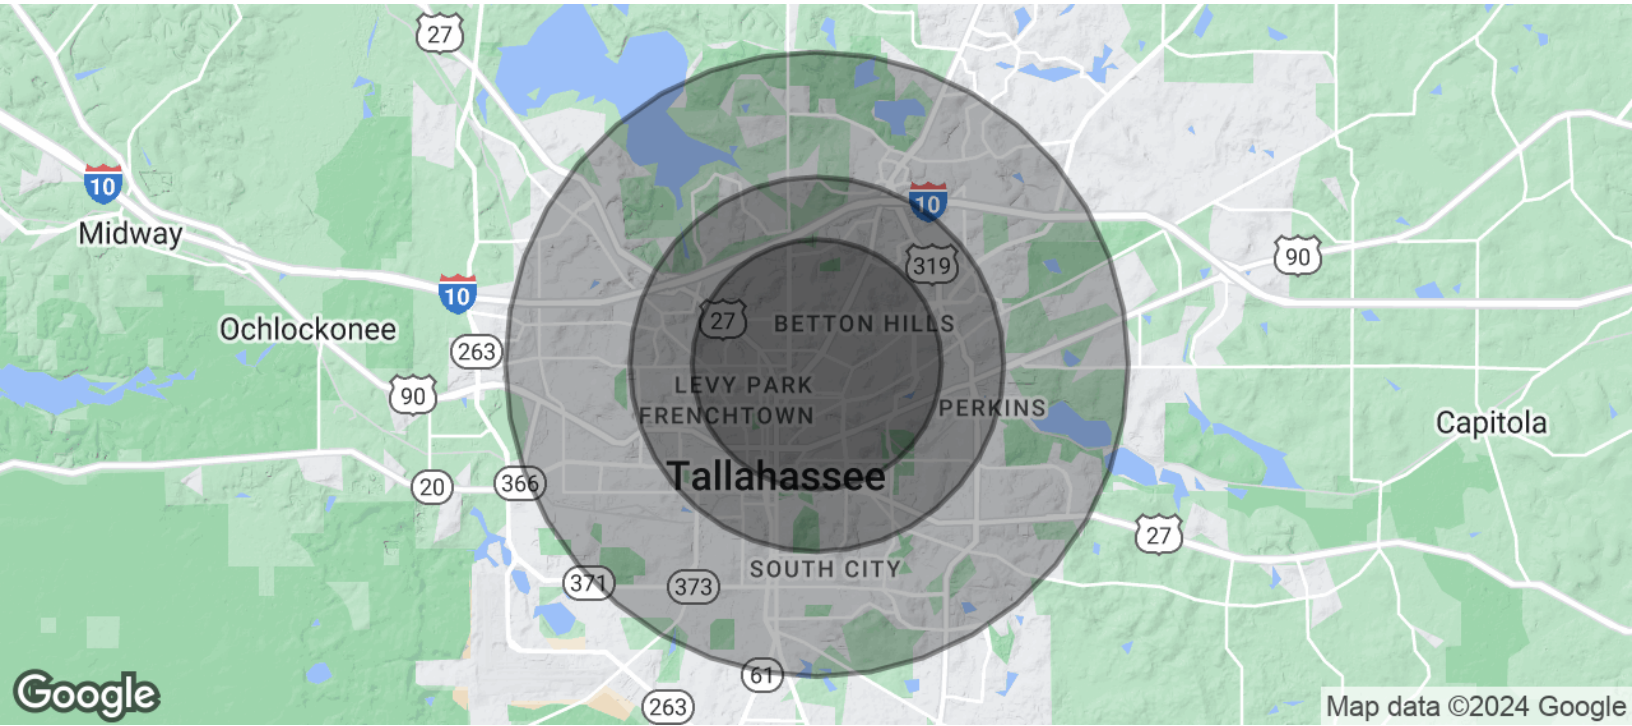 27
10
10
Midway
319
90
10
27
BETTON HILLS
Ochlockonee
263
LEVY PARK
90
PERKINS
FRENCHTOWN
Capitola
Tallahassee
20
366
27
SOUTH CITY
371
373
61
Google
263
Map data ©2024 Google